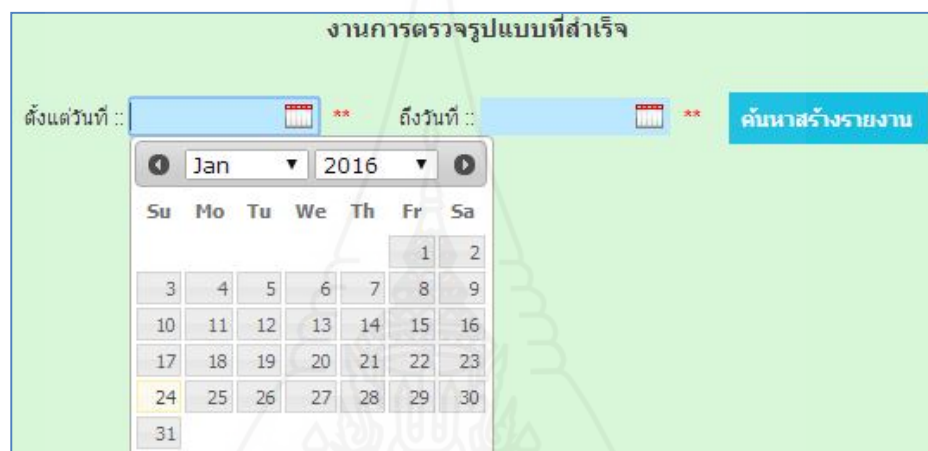 งานการตรวจรูปแบบที่สำเร็จ
ตั้งแต่วันที่ :: ** ถึงวันที่ :: ** ค้นหาสร้างรายงาน
Jan 2016
Su Mo Tu We Th Fr Sa
1 2
3 4 5 6 7 8 9
10 11 12 13 14 15 16
17 18 19 20 21 22 23
24 25 26 27 28 29 30
31